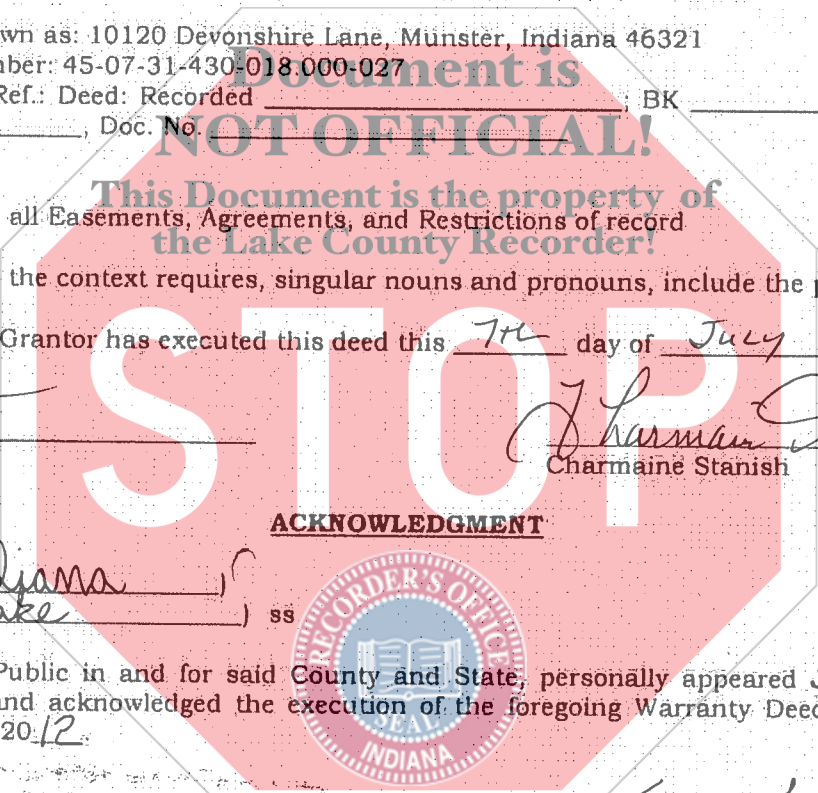 wn as: 10120 Devonshire Lane, Munster, Indiana 46321
Document is
nber: 45-07-31-430-018.000-027
Ref.: Deed: Recorded ; BK
, Doc. No.
NOT OFFICIAL!
This Document is the property of
all Easements, Agreements, and Restrictions of record
the Lake County Recorder!
the context requires, singular nouns and pronouns, include the p
Grantor has executed this deed this 7th day of July
STOP
Charmaine
Charmaine Stanish
ACKNOWLEDGMENT
diana )
ake ) ss
RECORDER'S OFFICE
Public in and for said County and State, personally appeared J
and acknowledged the execution of the foregoing Warranty Deed
2012.
SEAL
INDIANA